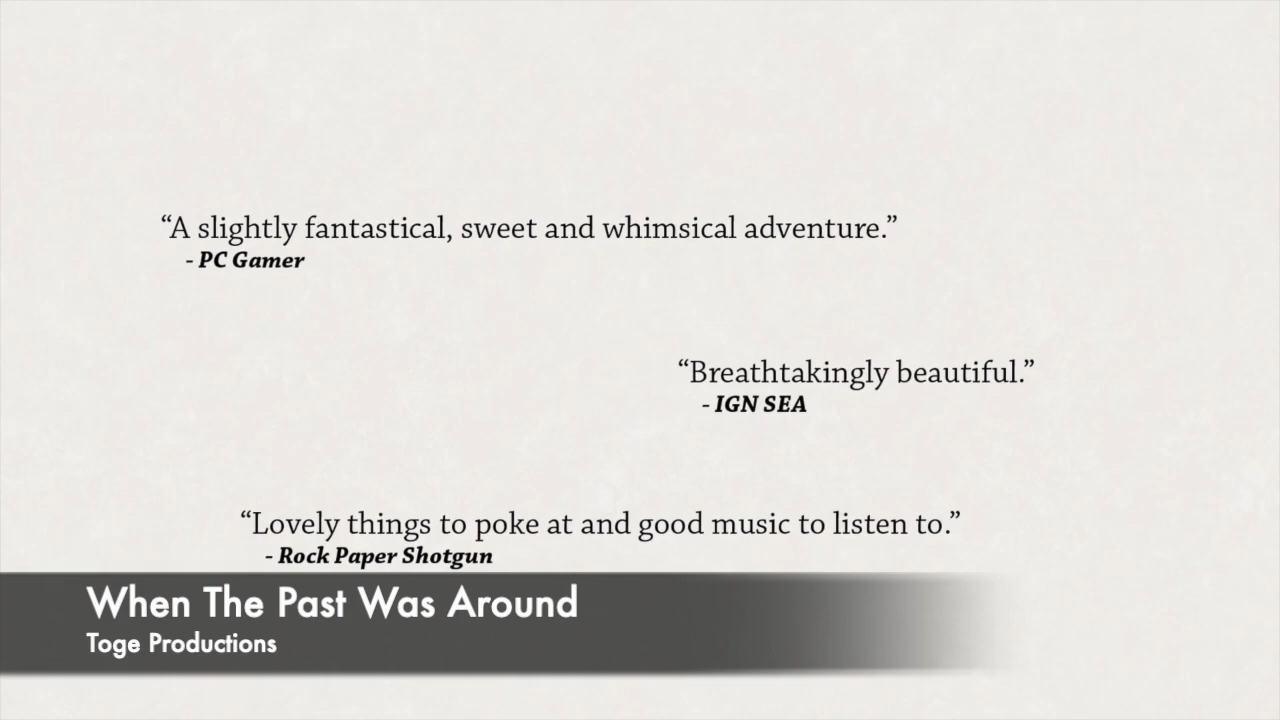 “A slightly fantastical, sweet and whimsical adventure.”
- PC Gamer
“Breathtakingly beautiful.”
- IGN SEA
“Lovely things to poke at and good music to listen to.”
- Rock Paper Shotgun
When The Past Was Around
Toge Productions